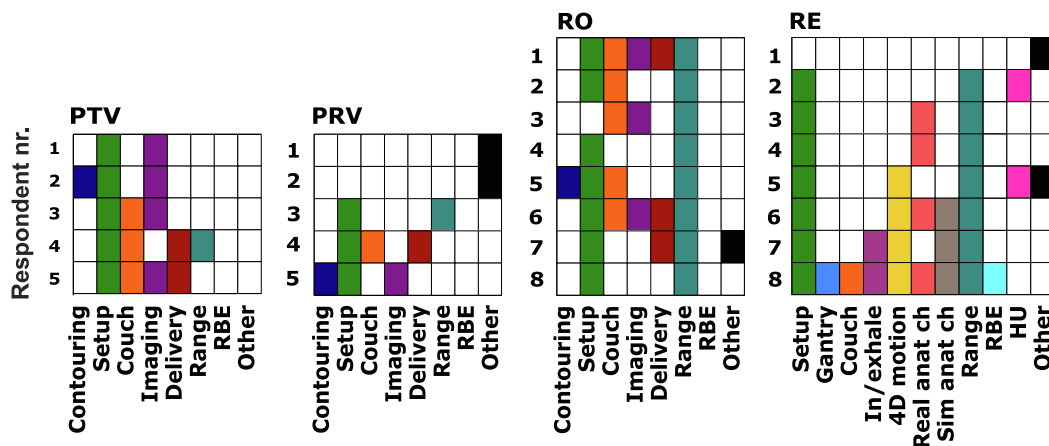 RO
RE
PTV
PRV
Respondent nr.
1
2
3
4
5
1
2
3
4
5
1
2
3
4
5
6
7
8
1
2
3
4
5
6
7
8
Contouring
Setup
Couch
Imaging
Delivery
Range
RBE
Other
Contouring
Setup
Couch
Imaging
Delivery
Range
RBE
Other
Contouring
Setup
Couch
Imaging
Delivery
Range
RBE
Other
Setup
Gantry
Couch
In/exhale
4D motion
Real anat ch
Sim anat ch
Range
RBE
HU
Other